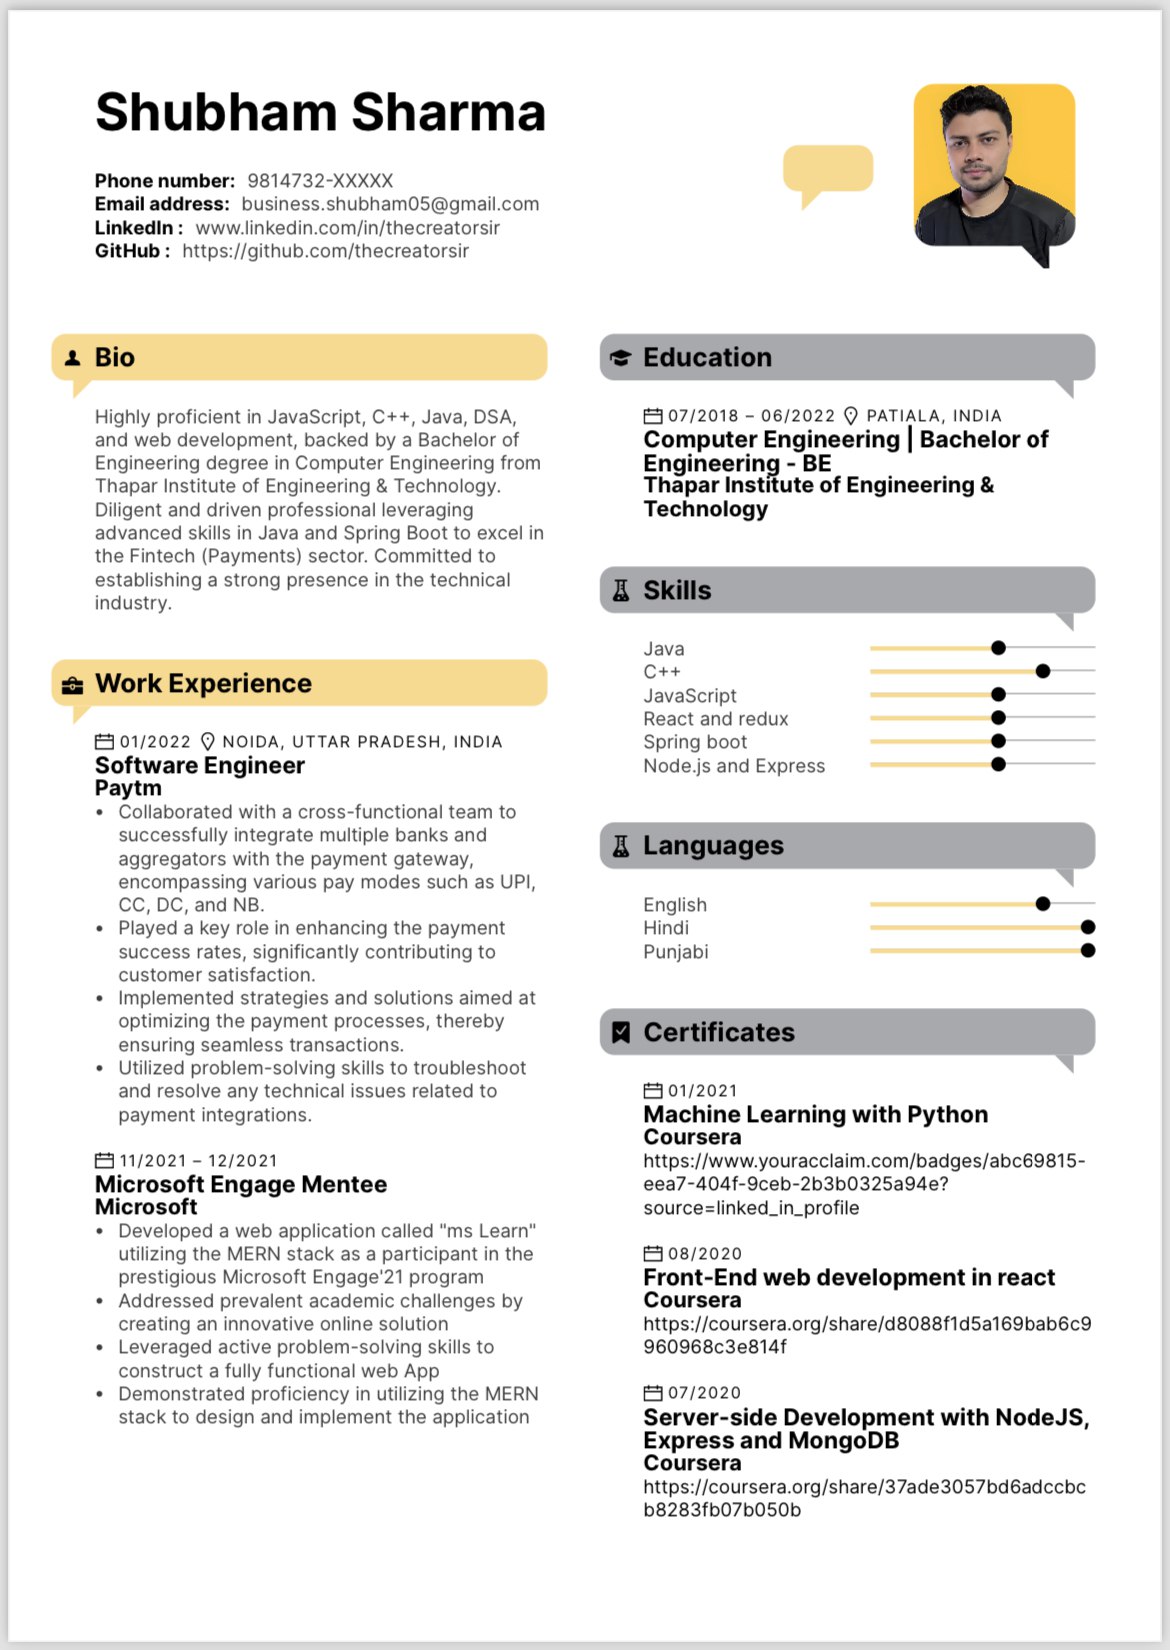 Shubham Sharma
Phone number: 9814732-XXXXX
Email address: business.shubham05@gmail.com
LinkedIn : www.linkedin.com/in/thecreatorsir
GitHub : https://github.com/thecreatorsir
Bio
Highly proficient in JavaScript, C++, Java, DSA,
and web development, backed by a Bachelor of
Engineering degree in Computer Engineering from
Thapar Institute of Engineering & Technology.
Diligent and driven professional leveraging
advanced skills in Java and Spring Boot to excel in
the Fintech (Payments) sector. Committed to
establishing a strong presence in the technical
industry.
Work Experience
01/2022 NOIDA, UTTAR PRADESH, INDIA
Software Engineer
Paytm
• Collaborated with a cross-functional team to
successfully integrate multiple banks and
aggregators with the payment gateway,
encompassing various pay modes such as UPI,
CC, DC, and NB.
• Played a key role in enhancing the payment
success rates, significantly contributing to
customer satisfaction.
• Implemented strategies and solutions aimed at
optimizing the payment processes, thereby
ensuring seamless transactions.
• Utilized problem-solving skills to troubleshoot
and resolve any technical issues related to
payment integrations.
11/2021 – 12/2021
Microsoft Engage Mentee
Microsoft
• Developed a web application called "ms Learn"
utilizing the MERN stack as a participant in the
prestigious Microsoft Engage'21 program
• Addressed prevalent academic challenges by
creating an innovative online solution
• Leveraged active problem-solving skills to
construct a fully functional web App
• Demonstrated proficiency in utilizing the MERN
stack to design and implement the application
Education
07/2018 – 06/2022 PATIALA, INDIA
Computer Engineering | Bachelor of
Engineering - BE
Thapar Institute of Engineering &
Technology
Skills
Java
C++
JavaScript
React and redux
Spring boot
Node.js and Express
Languages
English
Hindi
Punjabi
Certificates
01/2021
Machine Learning with Python
Coursera
https://www.youracclaim.com/badges/abc69815-
eea7-404f-9ceb-2b3b0325a94e?
source=linked_in_profile
08/2020
Front-End web development in react
Coursera
https://coursera.org/share/d8088f1d5a169bab6c9
960968c3e814f
07/2020
Server-side Development with NodeJS,
Express and MongoDB
Coursera
https://coursera.org/share/37ade3057bd6adccbc
b8283fb07b050b